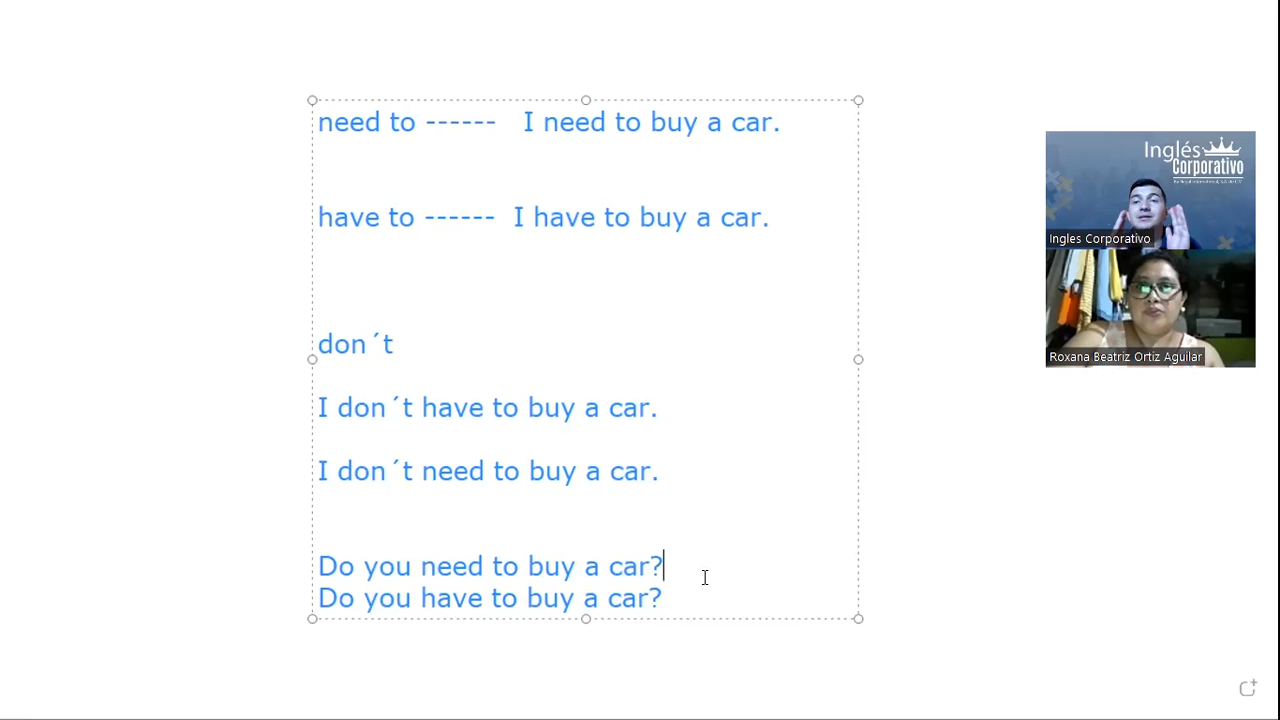 need to ------ I need to buy a car.
have to ------ I have to buy a car.
don´t
I don´t have to buy a car.
I don´t need to buy a car.
Do you need to buy a car?
Do you have to buy a car?
Inglés
Corporativo
Ingles Corporativo
Roxana Beatriz Ortiz Aguilar